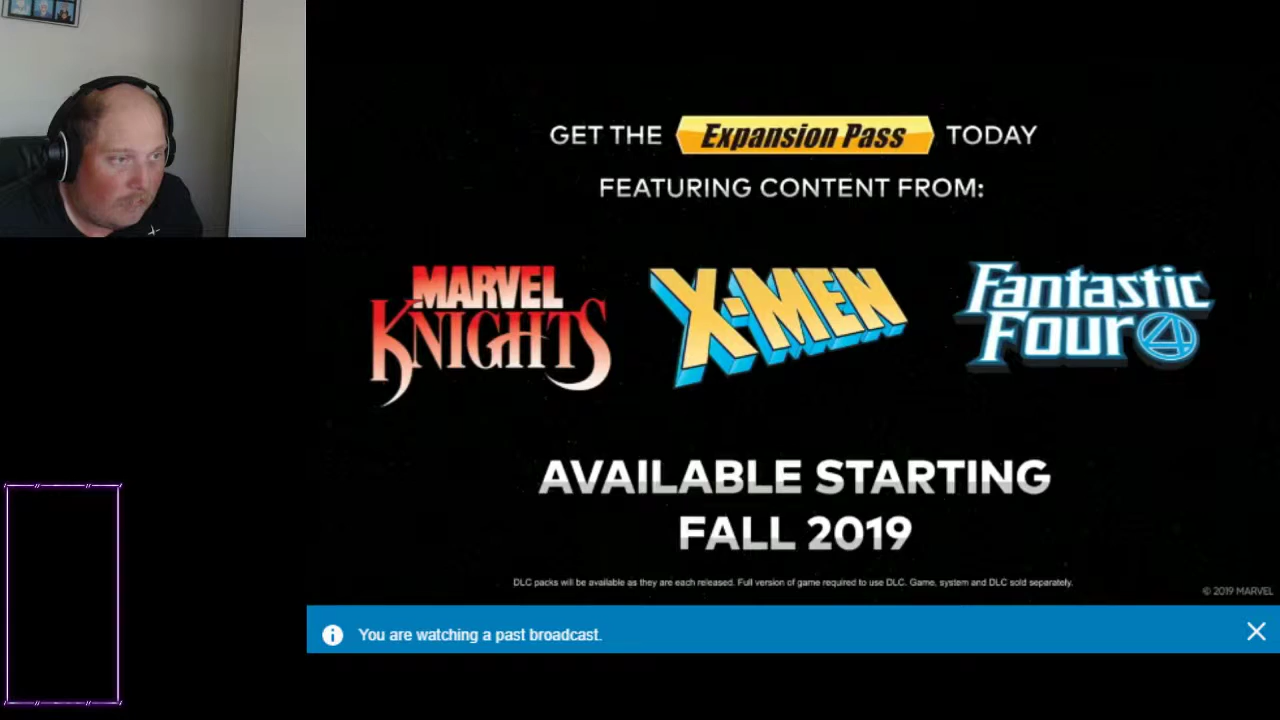 GET THE Expansion Pass TODAY
FEATURING CONTENT FROM:
MARVEL
KNIGHTS
X-MEN
Fantastic
Four 4
AVAILABLE STARTING
FALL 2019
DLC packs will be available as they are each released. Full version of game required to use DLC. Game, system and DLC sold separately.
© 2019 MARVEL
You are watching a past broadcast.